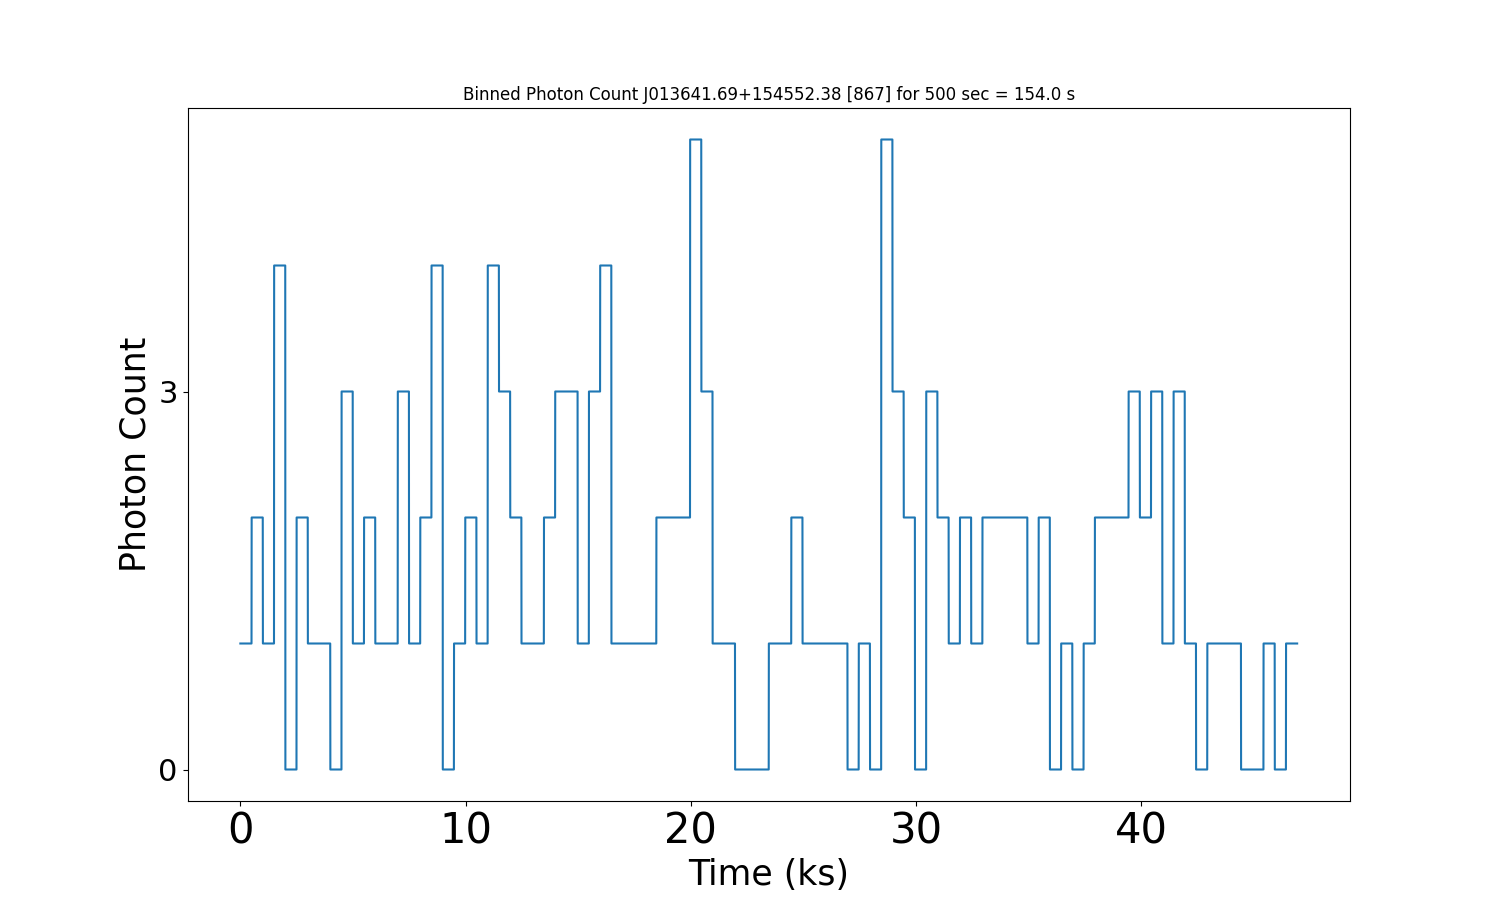 Binned Photon Count J013641.69+154552.38 [867] for 500 sec = 154.0 s
Photon Count
3
0
0 10 20 30 40
Time (ks)